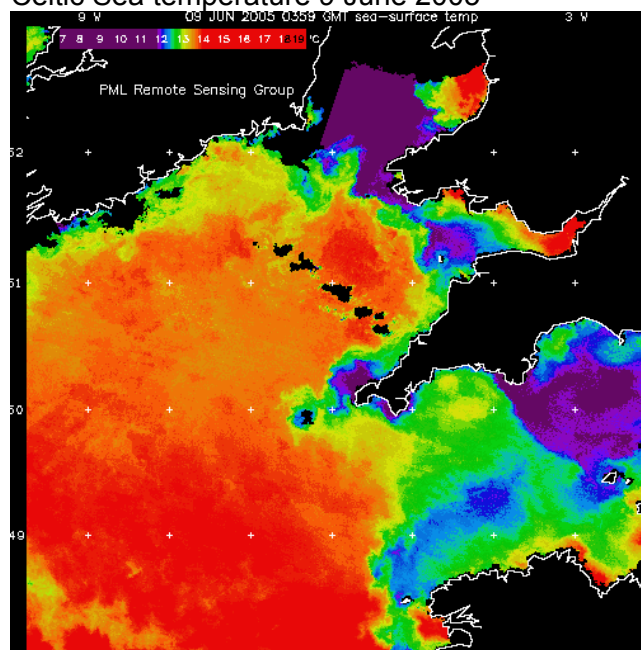 Celtic Sea temperature 9 June 2005
9 W 09 JUN 2005 0359 GMT sea-surface temp 3 W
7 8 9 10 11 12 13 14 15 16 17 18 19 °C
PML Remote Sensing Group
52
51
50
49